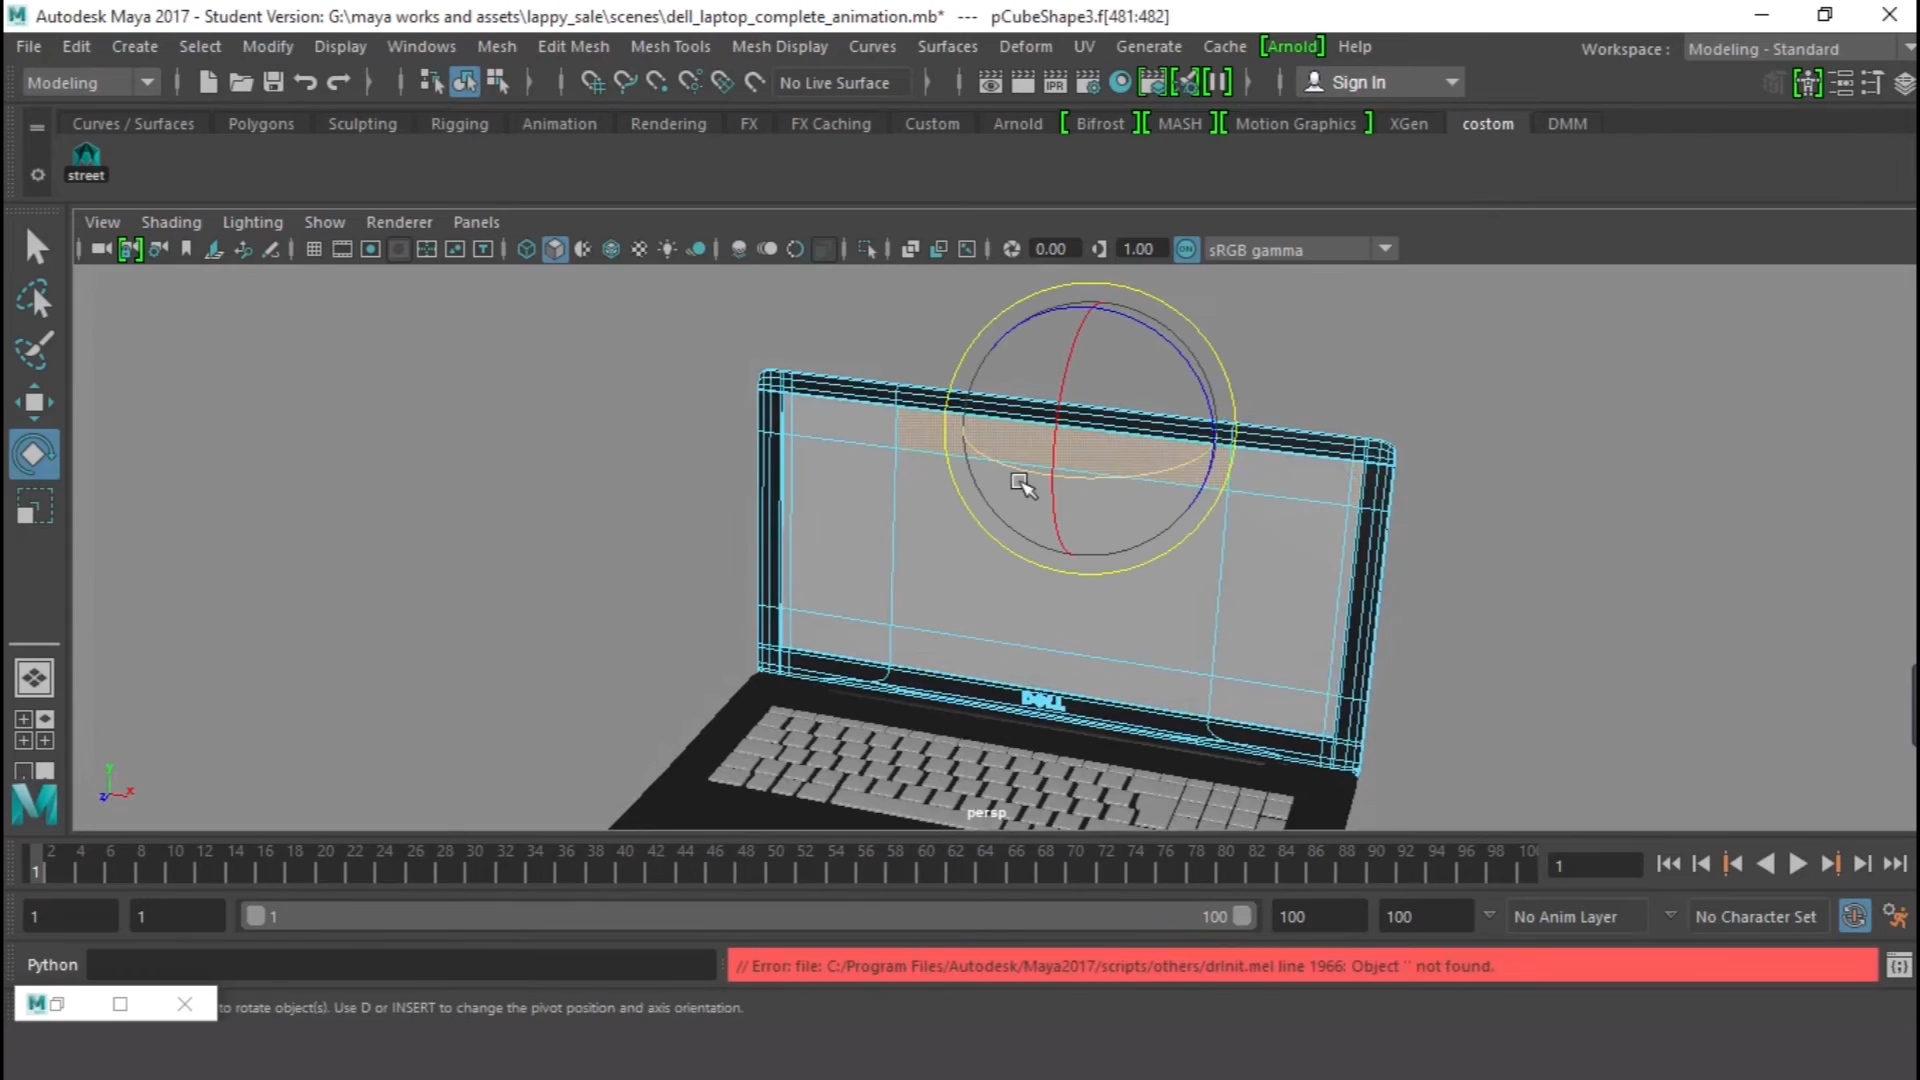 Autodesk Maya 2017 - Student Version: G:\maya works and assets\lappy_sale\scenes\dell_laptop_complete_animation.mb* --- pCubeShape3.f[481:482]
File Edit Create Select Modify Display Windows Mesh Edit Mesh Mesh Tools Mesh Display Curves Surfaces Deform UV Generate Cache [Arnold] Help Workspace : Modeling - Standard
Modeling No Live Surface IPR Sign In
Curves / Surfaces Polygons Sculpting Rigging Animation Rendering FX FX Caching Custom Arnold [ Bifrost ][ MASH ][ Motion Graphics ] XGen costom DMM
street
View Shading Lighting Show Renderer Panels
0.00 1.00 ON sRGB gamma
DELL
persp
y
z x
2 4 6 8 10 12 14 16 18 20 22 24 26 28 30 32 34 36 38 40 42 44 46 48 50 52 54 56 58 60 62 64 66 68 70 72 74 76 78 80 82 84 86 88 90 92 94 96 98 100
1 1
1 1 1 100 100 100 No Anim Layer No Character Set
Python // Error: file: C:/Program Files/Autodesk/Maya2017/scripts/others/drInit.mel line 1966: Object '' not found.
to rotate object(s). Use D or INSERT to change the pivot position and axis orientation.